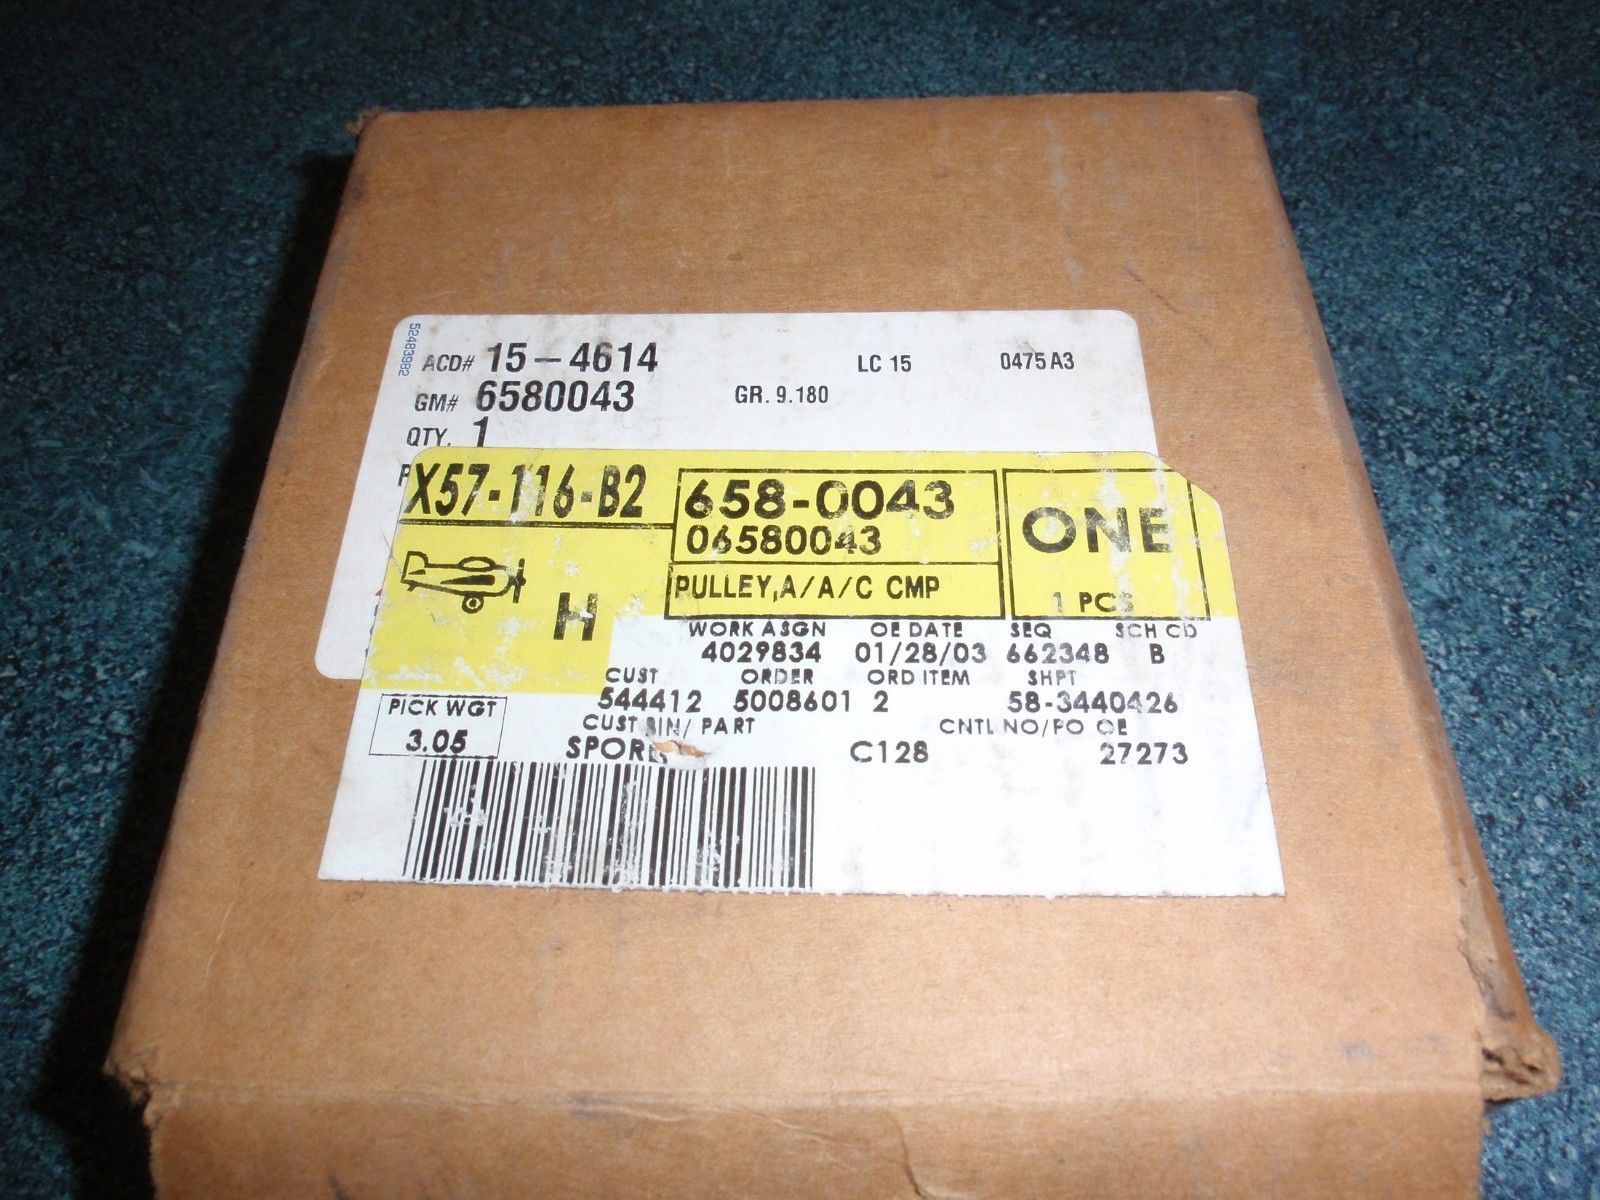 52483982
ACD# 15-4614 LC 15 0475A3
GM# 6580043 GR. 9.180
QTY. 1
X57-116-B2 658-0043 ONE
06580043
H PULLEY,A/A/C CMP 1 PCS
WORK ASGN OE DATE SEQ SCH CD
4029834 01/28/03 662348 B
CUST ORDER ORD ITEM SHPT
544412 5008601 2 58-3440426
PICK WGT CUST BIN/ PART CNTL NO/PO OE
3.05 C128 27273